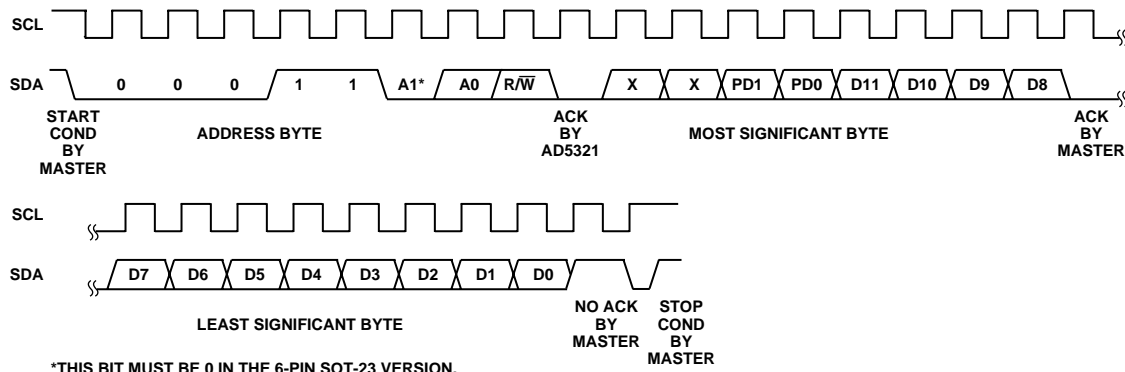 SCL
SDA 0 0 0 1 1 A1* A0 R/W̅ X X PD1 PD0 D11 D10 D9 D8
START COND BY MASTER
ADDRESS BYTE
ACK BY AD5321
MOST SIGNIFICANT BYTE
ACK BY MASTER
SCL
SDA D7 D6 D5 D4 D3 D2 D1 D0
LEAST SIGNIFICANT BYTE
NO ACK BY MASTER
STOP COND BY MASTER
*THIS BIT MUST BE 0 IN THE 6-PIN SOT-23 VERSION.